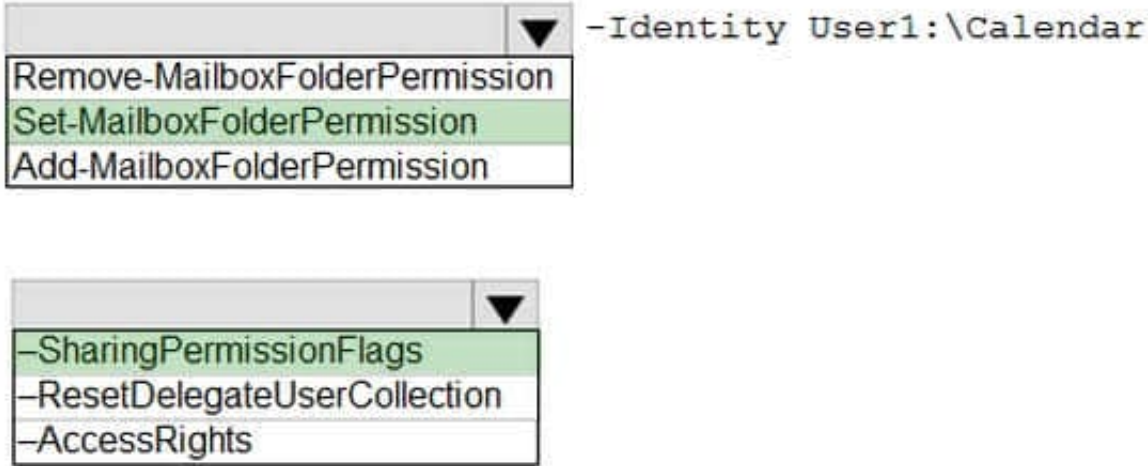 –Identity User1:\Calendar
Remove-MailboxFolderPermission
Set-MailboxFolderPermission
Add-MailboxFolderPermission
–SharingPermissionFlags
–ResetDelegateUserCollection
–AccessRights